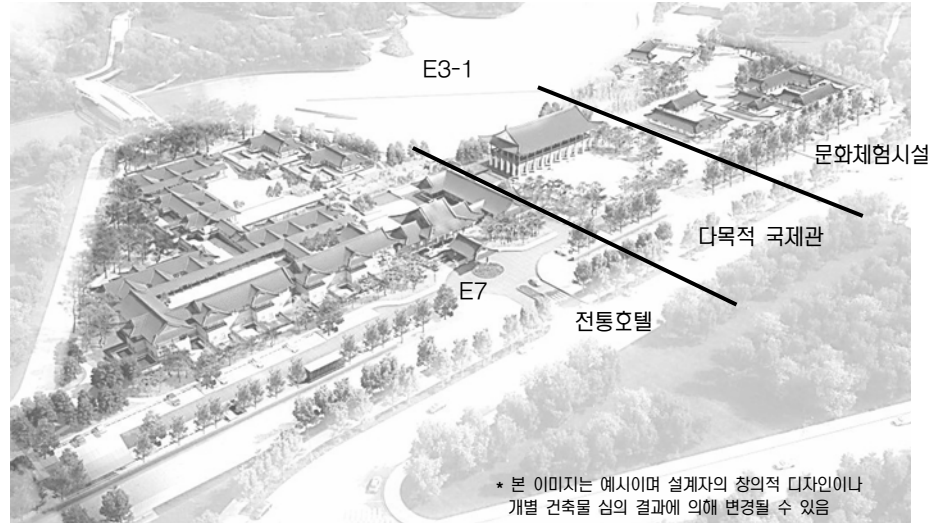 E3-1
문화체험시설
다목적 국제관
E7
전통호텔
* 본 이미지는 예시이며 설계자의 창의적 디자인이나
개별 건축물 심의 결과에 의해 변경될 수 있음